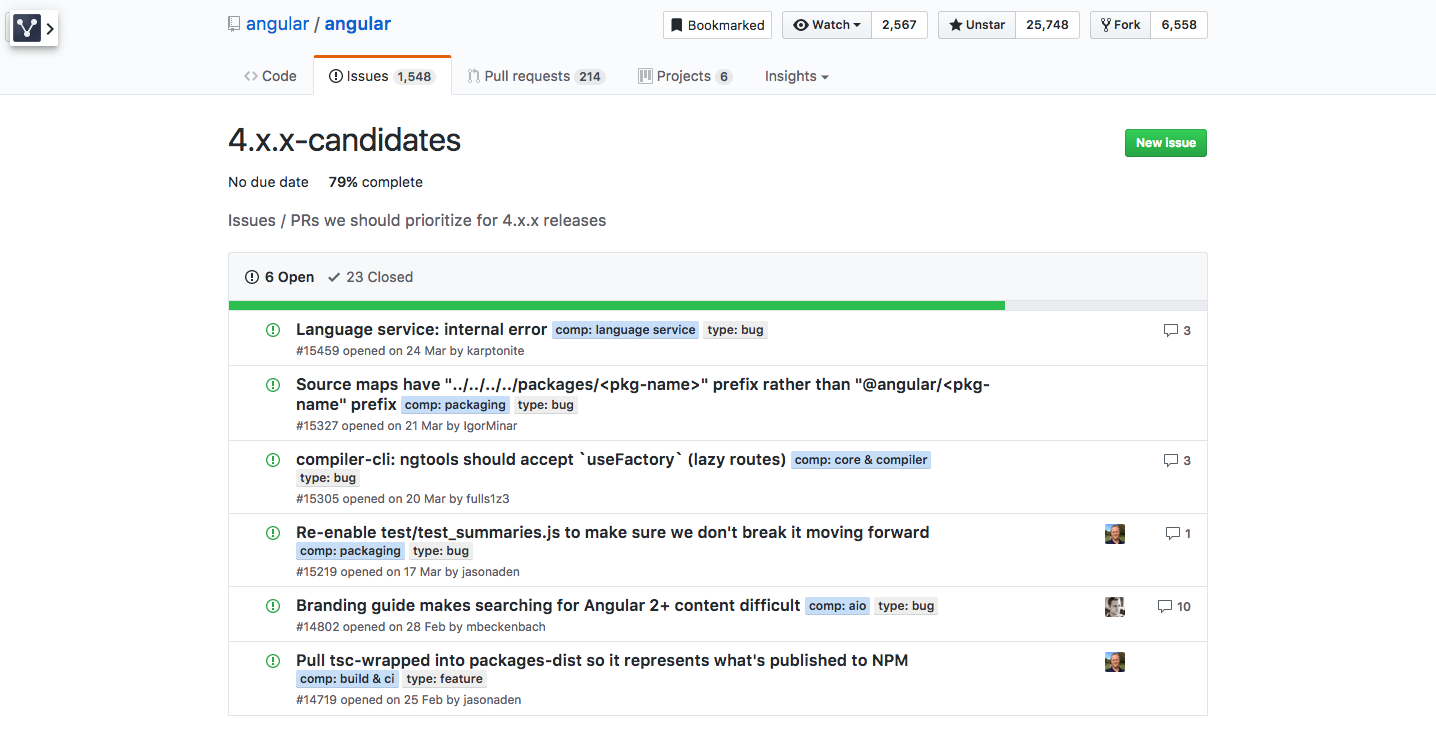 angular / angular
Bookmarked
Watch 2,567
Unstar 25,748
Fork 6,558
Code
Issues 1,548
Pull requests 214
Projects 6
Insights
4.x.x-candidates
New issue
No due date 79% complete
Issues / PRs we should prioritize for 4.x.x releases
6 Open 23 Closed
Language service: internal error comp: language service type: bug 3
#15459 opened on 24 Mar by karptonite
Source maps have "../../../../packages/<pkg-name>" prefix rather than "@angular/<pkg-
name" prefix comp: packaging type: bug
#15327 opened on 21 Mar by IgorMinar
compiler-cli: ngtools should accept `useFactory` (lazy routes) comp: core & compiler 3
type: bug
#15305 opened on 20 Mar by fulls1z3
Re-enable test/test_summaries.js to make sure we don't break it moving forward 1
comp: packaging type: bug
#15219 opened on 17 Mar by jasonaden
Branding guide makes searching for Angular 2+ content difficult comp: aio type: bug 10
#14802 opened on 28 Feb by mbeckenbach
Pull tsc-wrapped into packages-dist so it represents what's published to NPM
comp: build & ci type: feature
#14719 opened on 25 Feb by jasonaden